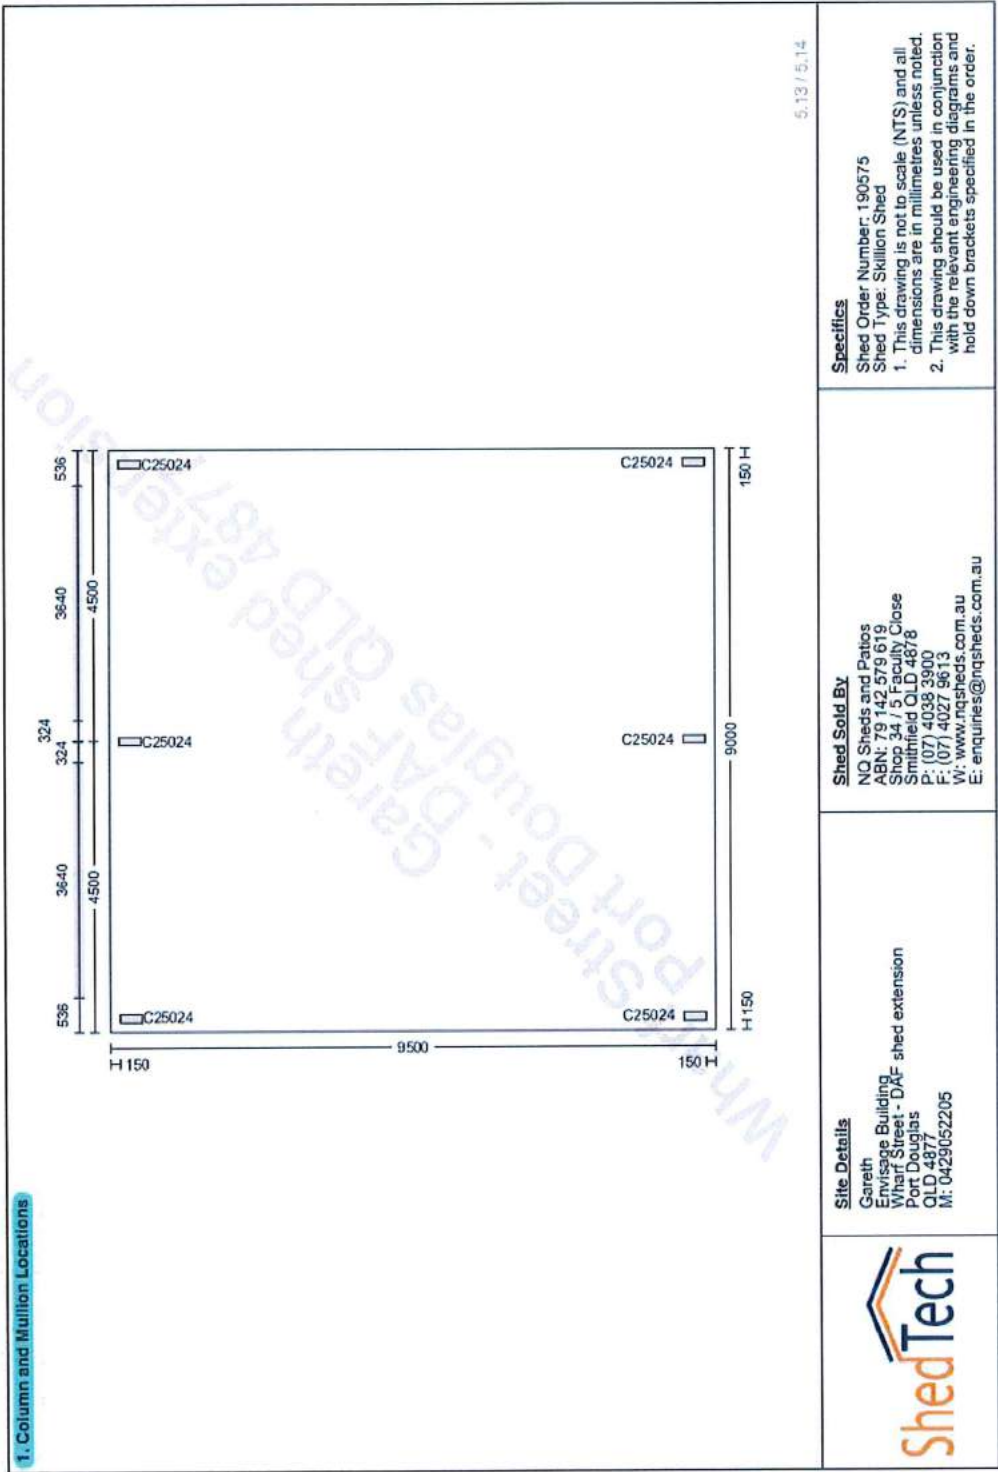 1. Column and Mullion Locations
536
3640
324
324
3640
536
4500
4500
C25024
C25024
C25024
9500
150
150
C25024
C25024
C25024
150
9000
150
5.13 / 5.14
Gareth
Wharf Street - DAF shed extension
Port Douglas QLD 4877
ShedTech
Site Details
Gareth
Envisage Building
Wharf Street - DAF shed extension
Port Douglas
QLD 4877
M: 0429052205
Shed Sold By
NQ Sheds and Patios
ABN: 79 142 579 619
Shop 34 / 5 Faculty Close
Smithfield QLD 4878
P: (07) 4038 3900
F: (07) 4027 9613
W: www.nqsheds.com.au
E: enquiries@nqsheds.com.au
Specifics
Shed Order Number: 190575
Shed Type: Skillion Shed
1. This drawing is not to scale (NTS) and all
dimensions are in millimetres unless noted.
2. This drawing should be used in conjunction
with the relevant engineering diagrams and
hold down brackets specified in the order.